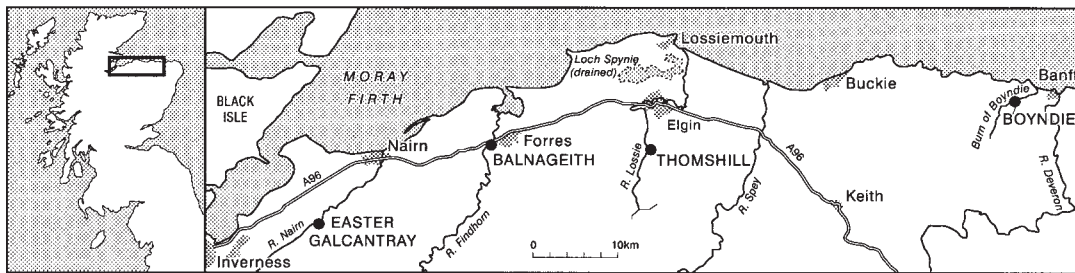 MORAY
FIRTH
BLACK
ISLE
Loch Spynie
(drained)
Lossiemouth
Buckie
Banff
Burn of Boyndie
BOYNDIE
Nairn
Forres
BALNAGEITH
Elgin
R. Lossie
THOMSHILL
A96
A96
R. Spey
R. Deveron
Keith
EASTER
GALCANTRAY
R. Nairn
R. Findhorn
Inverness
0 10km